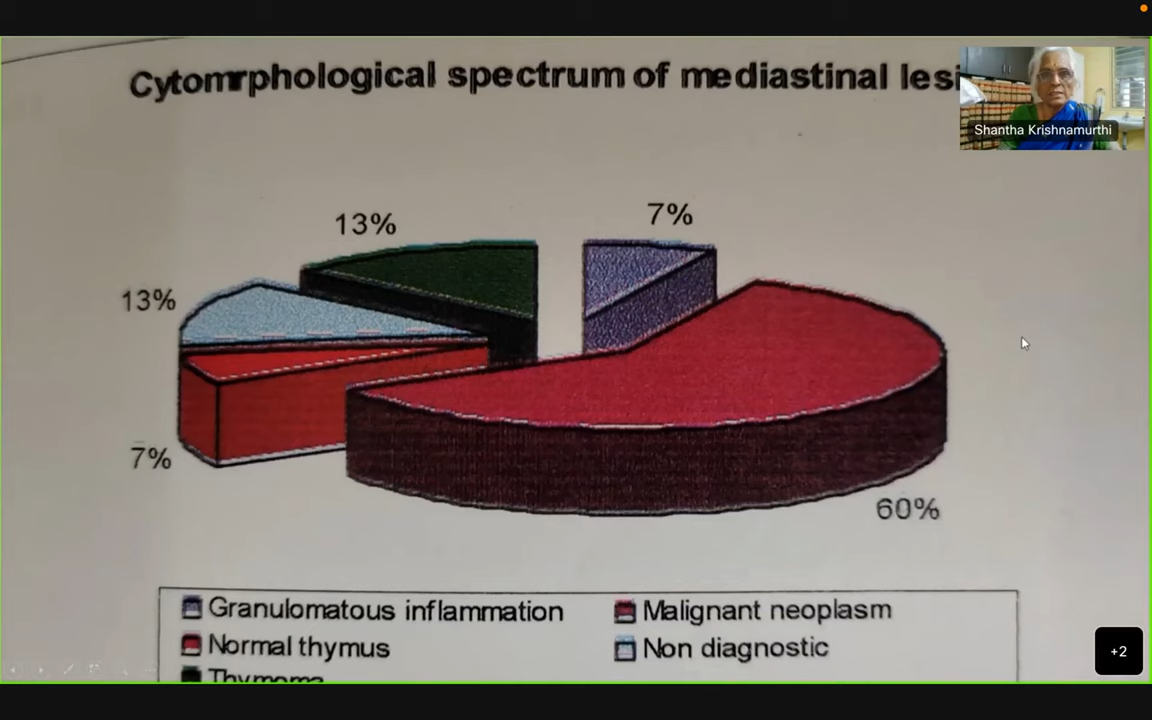 Cytomrphological spectrum of mediastinal lesi
Shantha Krishnamurthi
13%
7%
13%
7%
60%
Granulomatous inflammation
Malignant neoplasm
Normal thymus
Non diagnostic
Thymoma
+2